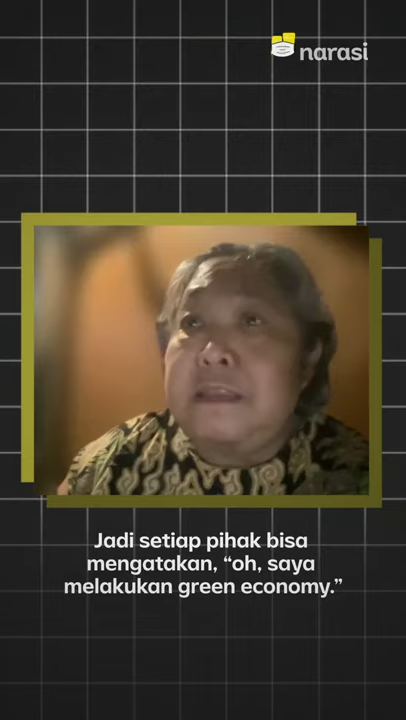 narasi
Jadi setiap pihak bisa
mengatakan, “oh, saya
melakukan green economy.”